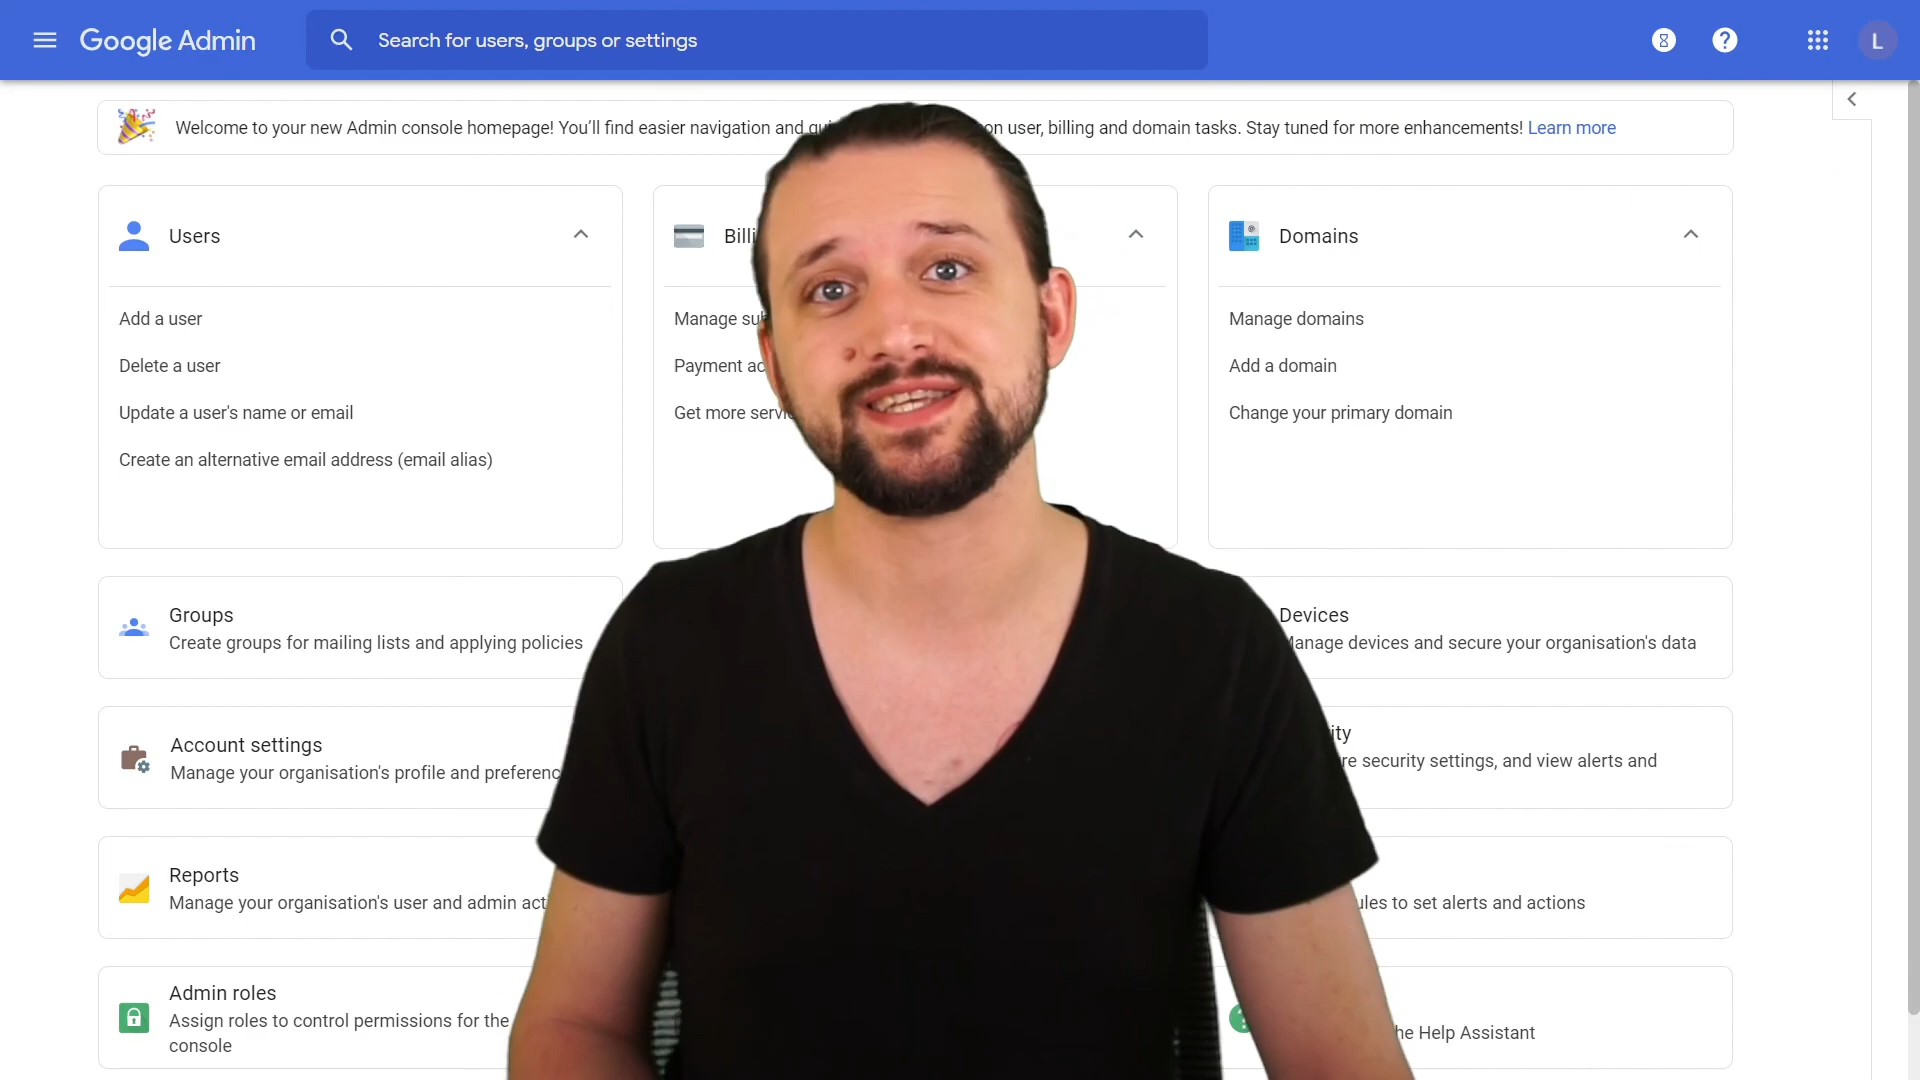 Google Admin
Search for users, groups or settings
L
Welcome to your new Admin console homepage! You'll find easier navigation and on user, billing and domain tasks. Stay tuned for more enhancements! Learn more
Users
Add a user
Delete a user
Update a user's name or email
Create an alternative email address (email alias)
Billi
Manage sub
Payment ac
Get more servic
Domains
Manage domains
Add a domain
Change your primary domain
Groups
Create groups for mailing lists and applying policies
Devices
Manage devices and secure your organisation's data
Account settings
Manage your organisation's profile and preferenc
ity
re security settings, and view alerts and
Reports
Manage your organisation's user and admin act
ules to set alerts and actions
Admin roles
Assign roles to control permissions for the
console
he Help Assistant